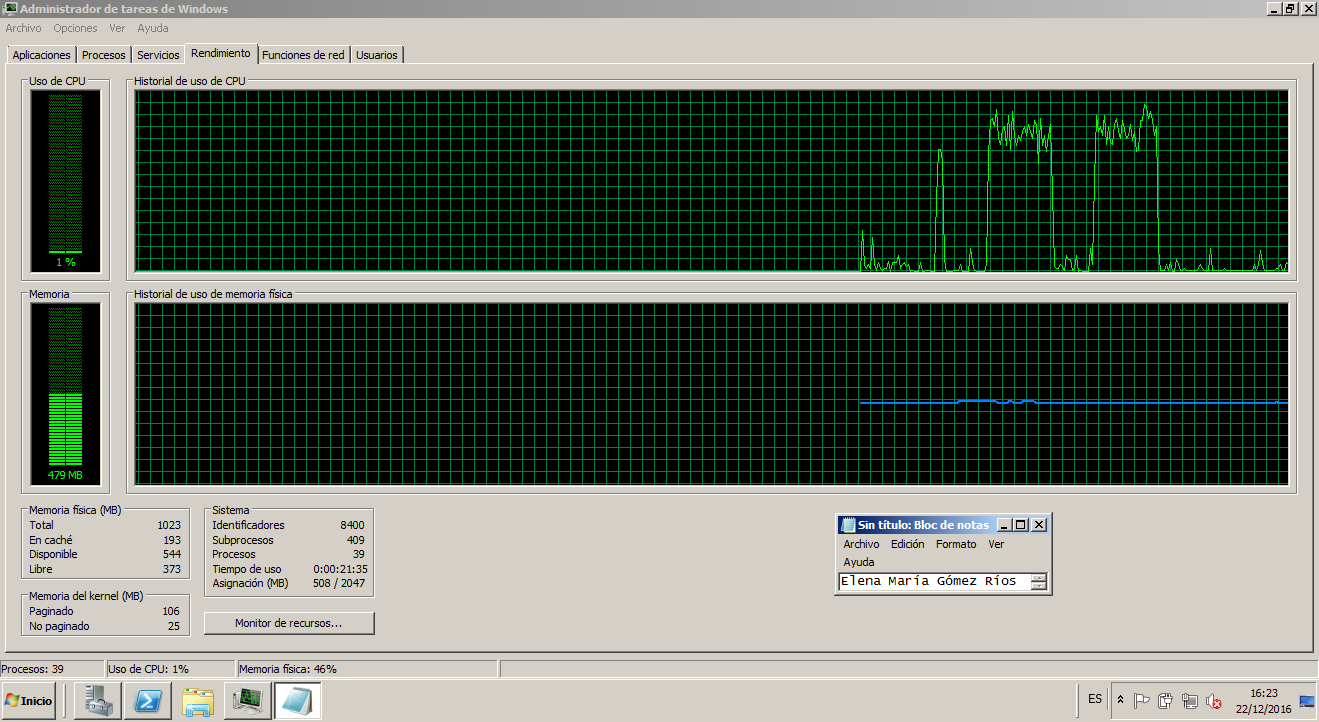 Administrador de tareas de Windows
Archivo Opciones Ver Ayuda
Aplicaciones Procesos Servicios Rendimiento Funciones de red Usuarios
Uso de CPU
1 %
Historial de uso de CPU
Memoria
479 MB
Historial de uso de memoria física
Memoria física (MB)
Total 1023
En caché 193
Disponible 544
Libre 373
Memoria del kernel (MB)
Paginado 106
No paginado 25
Sistema
Identificadores 8400
Subprocesos 409
Procesos 39
Tiempo de uso 0:00:21:35
Asignación (MB) 508 / 2047
Monitor de recursos...
Sin título: Bloc de notas
Archivo Edición Formato Ver
Ayuda
Elena María Gómez Ríos
Procesos: 39 Uso de CPU: 1% Memoria física: 46%
Inicio
ES
16:23
22/12/2016